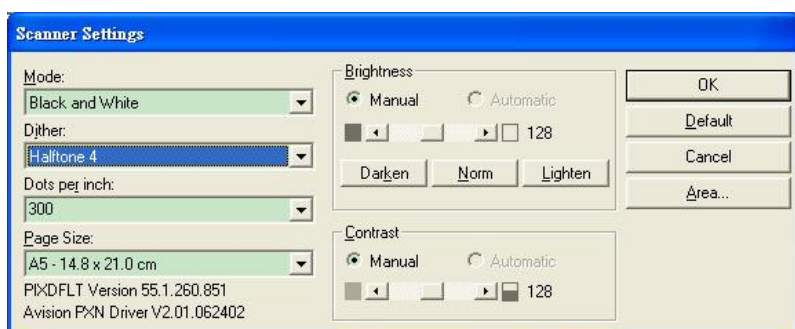 Scanner Settings
Mode:
Black and White
Dither:
Halftone 4
Dots per inch:
300
Page Size:
A5 - 14.8 x 21.0 cm
PIXDFLT Version 55.1.260.851
Avision PXN Driver V2.01.062402
Brightness
Manual Automatic
128
Darken Norm Lighten
Contrast
Manual Automatic
128
OK
Default
Cancel
Area...